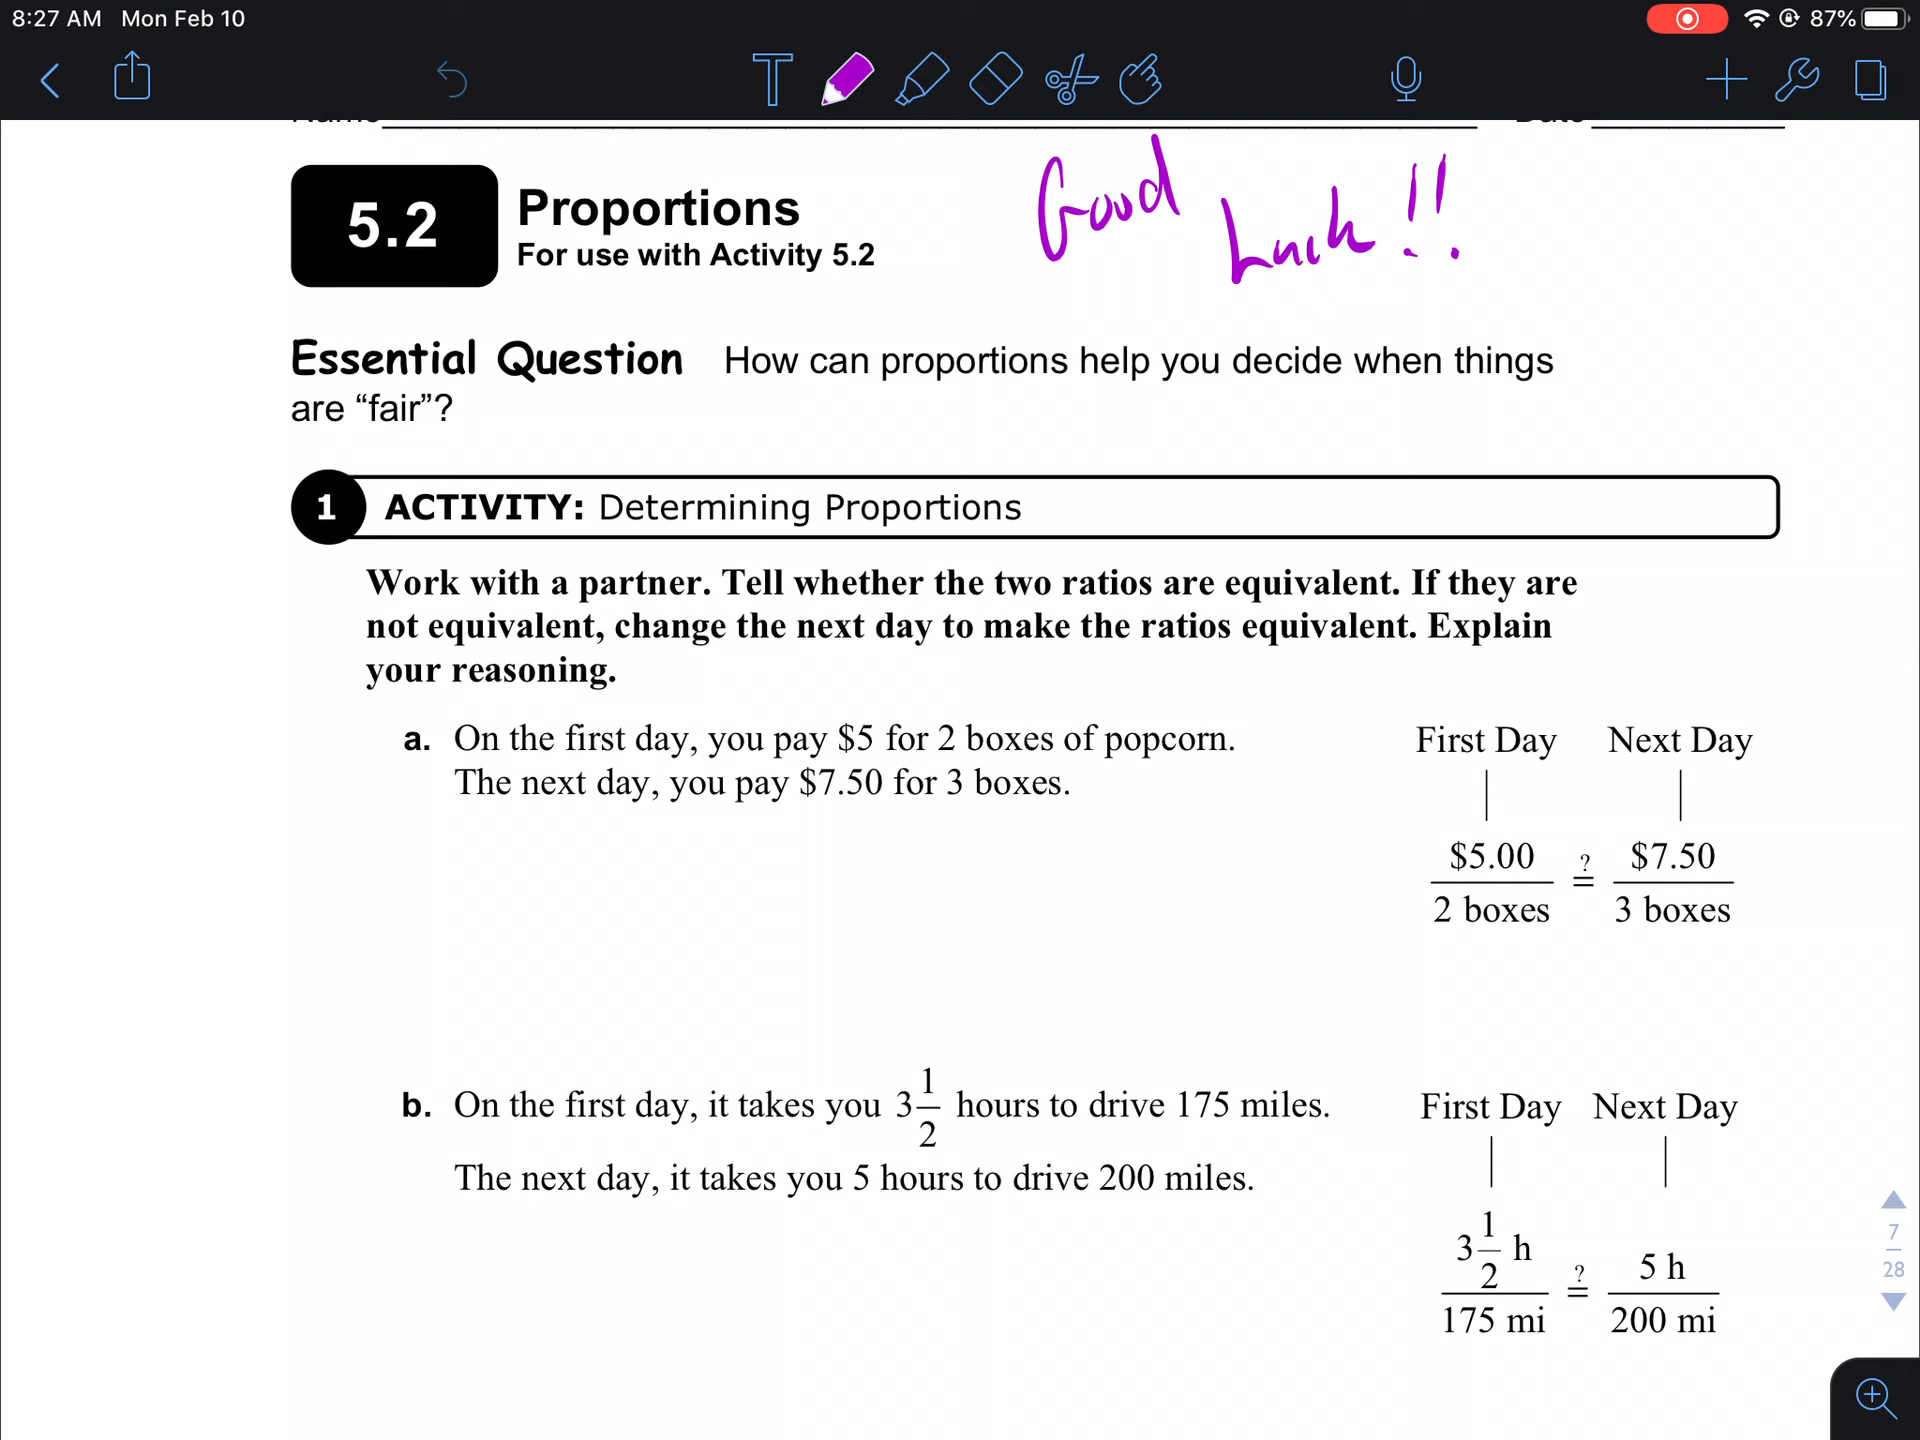 8:27 AM Mon Feb 10
87%
Name Date
5.2
Proportions
For use with Activity 5.2
Good Luck!!
Essential Question How can proportions help you decide when things
are “fair”?
1 ACTIVITY: Determining Proportions
Work with a partner. Tell whether the two ratios are equivalent. If they are
not equivalent, change the next day to make the ratios equivalent. Explain
your reasoning.
a. On the first day, you pay $5 for 2 boxes of popcorn.
The next day, you pay $7.50 for 3 boxes.
First Day Next Day
$5.00 ?= $7.50
2 boxes 3 boxes
b. On the first day, it takes you 3 1/2 hours to drive 175 miles.
The next day, it takes you 5 hours to drive 200 miles.
First Day Next Day
3 1/2 h ?= 5 h
175 mi 200 mi
7
28